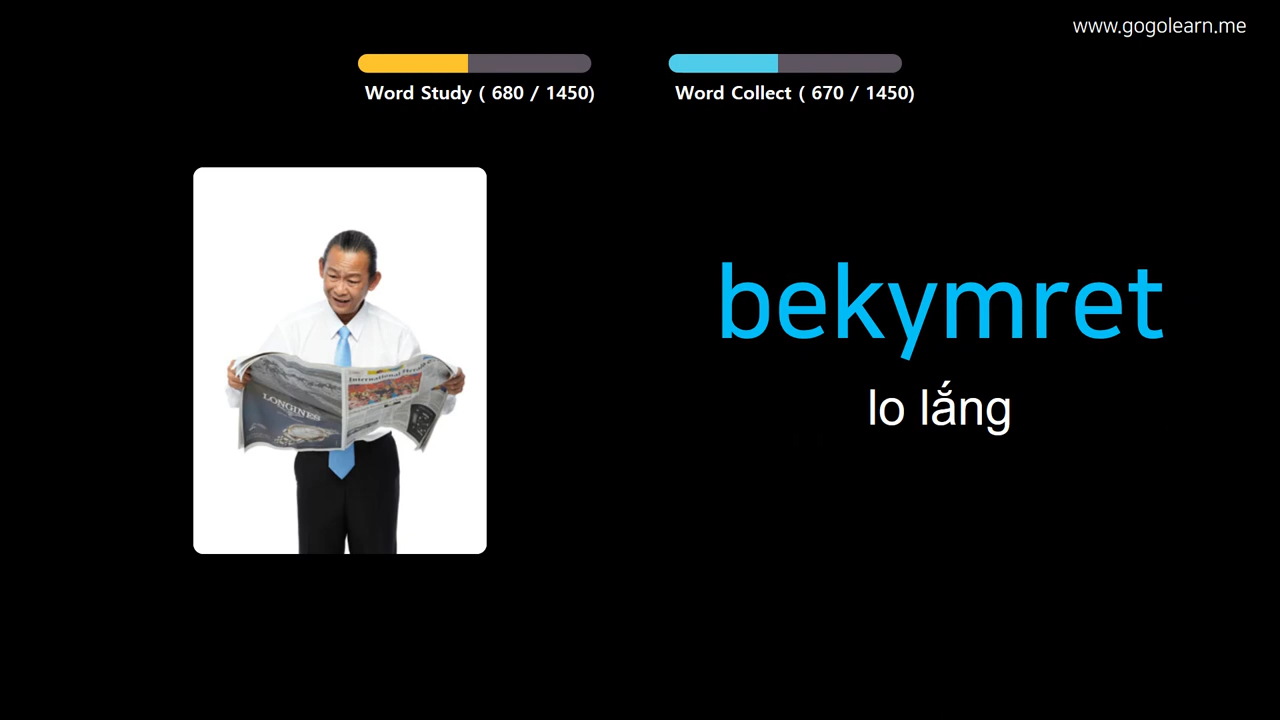 www.gogolearn.me
Word Study ( 680 / 1450)
Word Collect ( 670 / 1450)
bekymret
lo lắng
LONGINES
International Herald